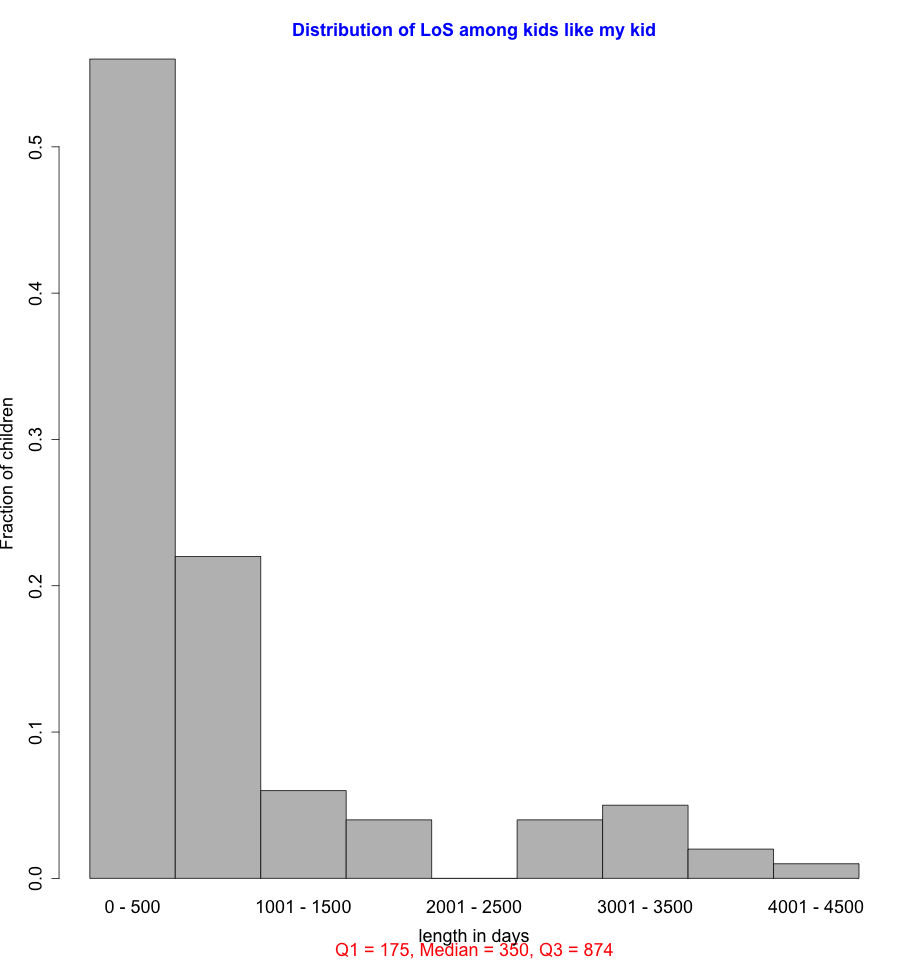 Distribution of LoS among kids like my kid
Fraction of children
0.5
0.4
0.3
0.2
0.1
0.0
0 - 500 1001 - 1500 2001 - 2500 3001 - 3500 4001 - 4500
length in days
Q1 = 175, Median = 350, Q3 = 874